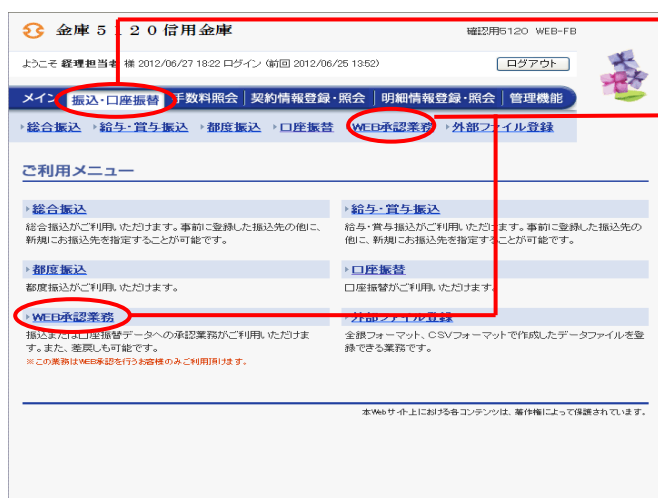 金庫５１２０信用金庫
確認用5120 WEB-FB
ようこそ 経理担当者 様 2012/06/27 18:22 ログイン (前回 2012/06/25 13:52)
ログアウト
メイン 振込・口座振替 手数料照会 契約情報登録・照会 明細情報登録・照会 管理機能
総合振込 給与・賞与振込 都度振込 口座振替 WEB承認業務 外部ファイル登録
ご利用メニュー
総合振込
総合振込がご利用いただけます。事前に登録した振込先の他に、
新規にお振込先を指定することが可能です。
給与・賞与振込
給与・賞与振込がご利用いただけます。事前に登録した振込先の
他に、新規にお振込先を指定することが可能です。
都度振込
都度振込がご利用いただけます。
口座振替
口座振替がご利用いただけます。
WEB承認業務
振込または口座振替データへの承認業務がご利用いただけま
す。また、差戻しも可能です。
※この業務はWEB承認を行うお客様のみご利用頂けます。
外部ファイル登録
全銀フォーマット、CSVフォーマットで作成したデータファイルを登
録できる業務です。
本Webサイト上における各コンテンツは、著作権によって保護されています。